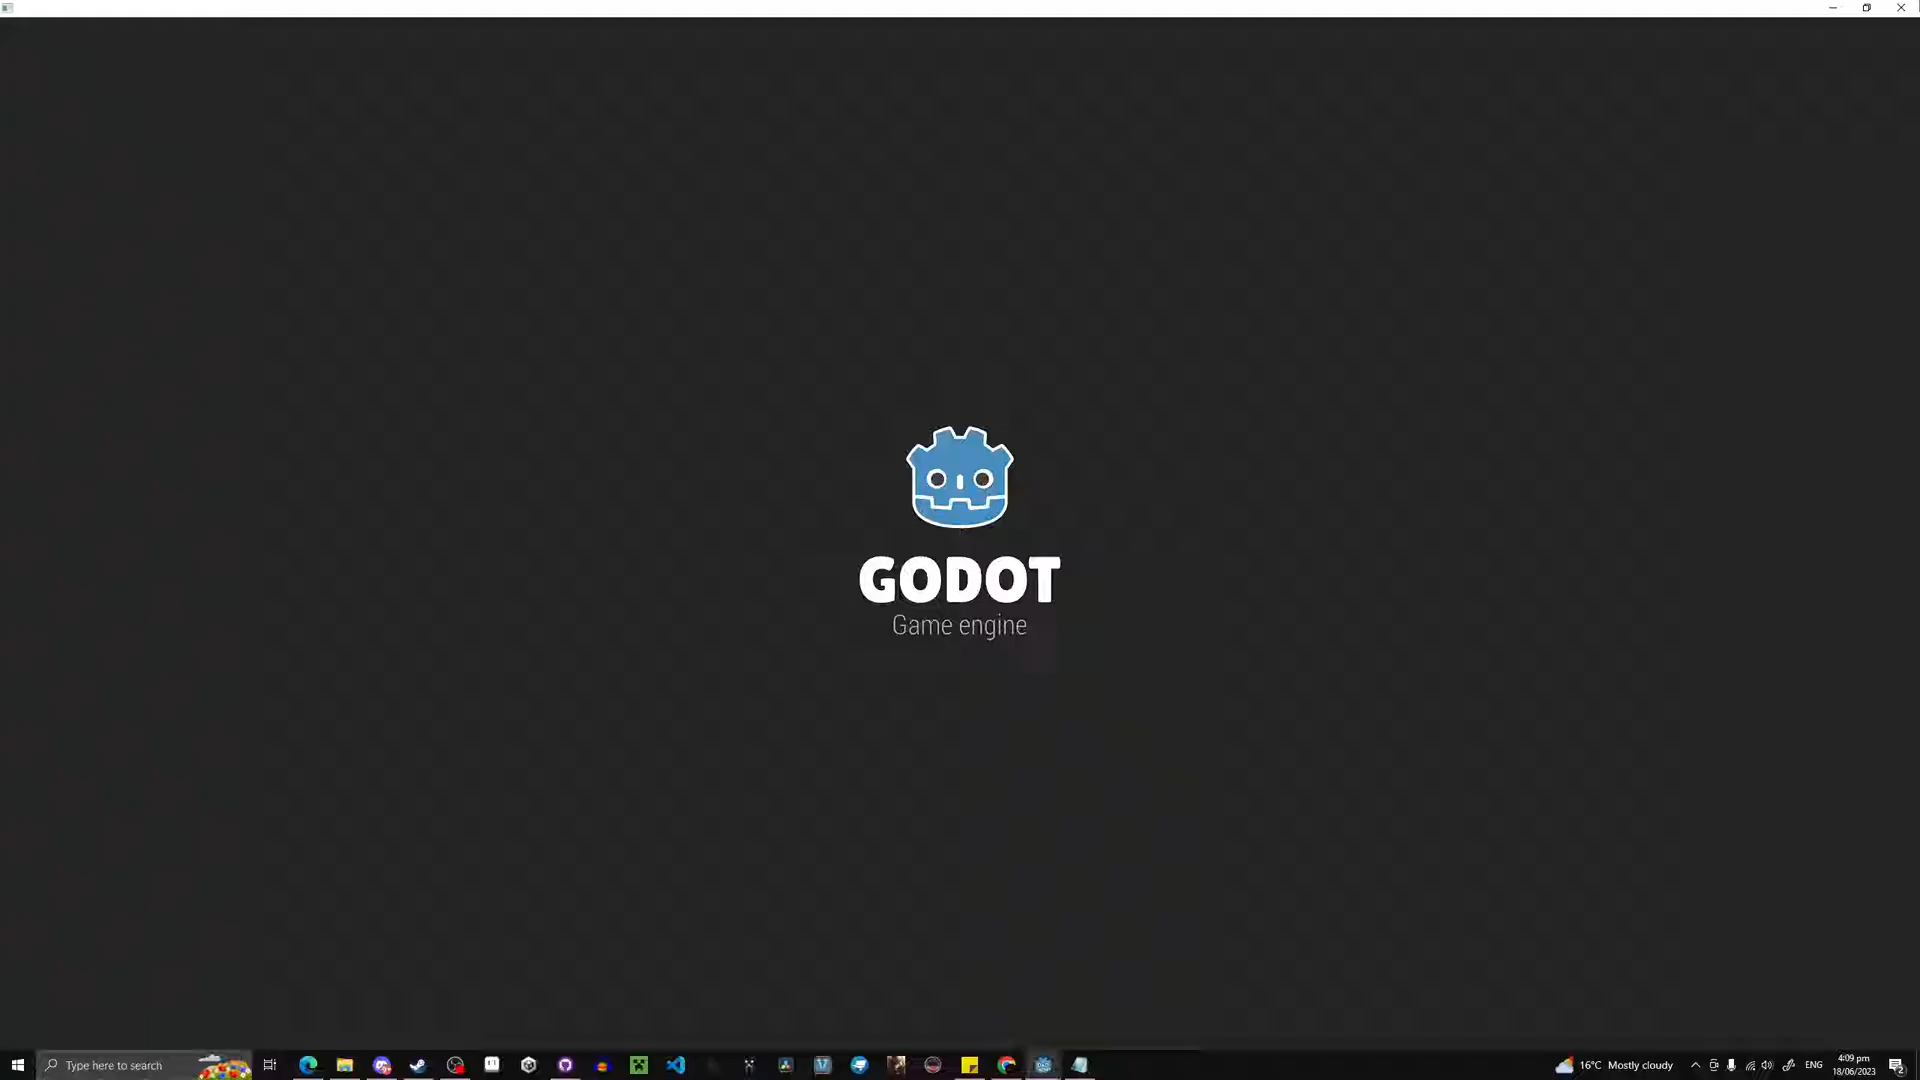 GODOT
Game engine
Type here to search
16°C Mostly cloudy
ENG
4:09 pm
18/06/2023